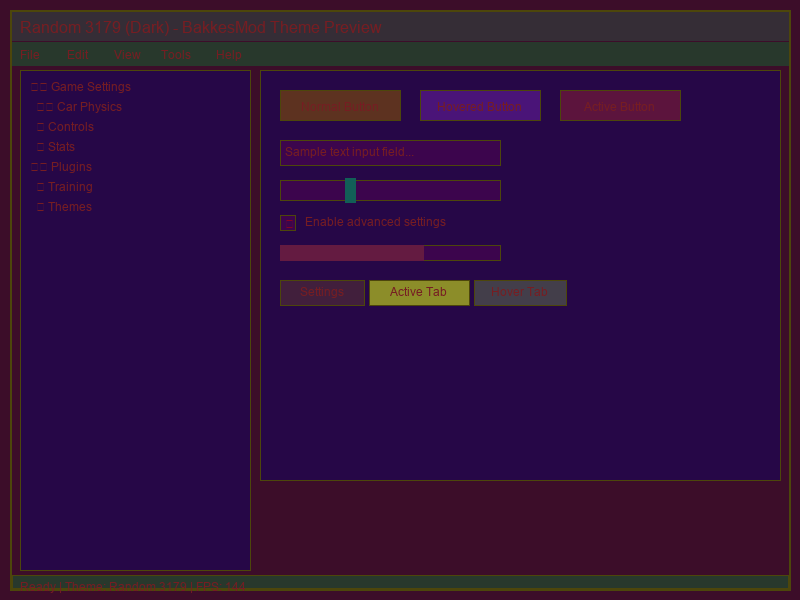 Random 3179 (Dark) - BakkesMod Theme Preview
File Edit View Tools Help
Game Settings
Car Physics
Controls
Stats
Plugins
Training
Themes
Normal Button Hovered Button Active Button
Sample text input field...
Enable advanced settings
Settings Active Tab Hover Tab
Ready | Theme: Random 3179 | FPS: 144